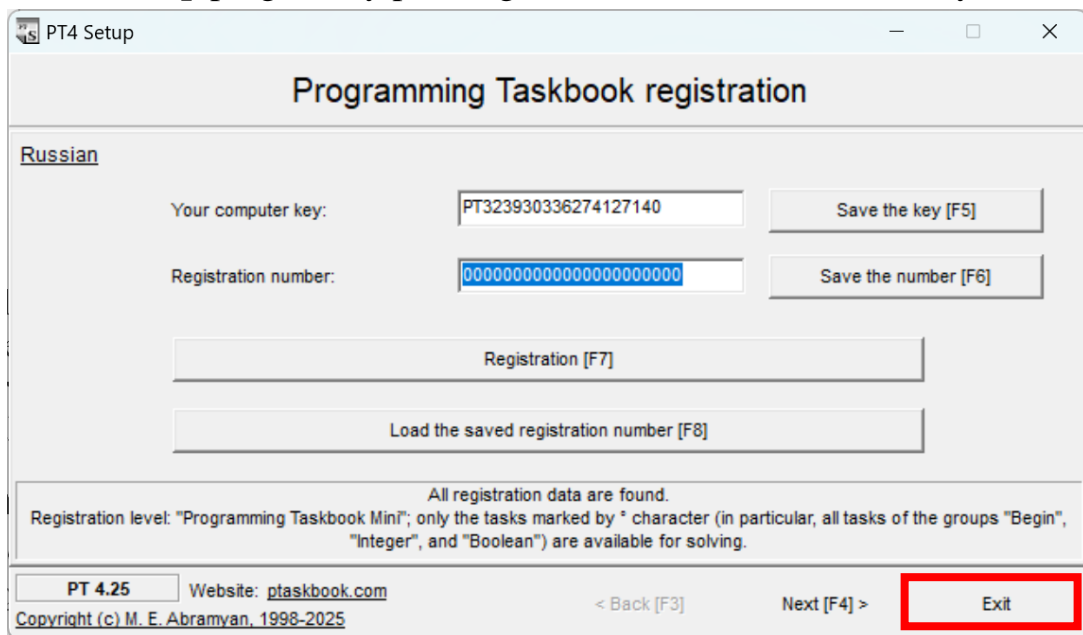 PT4 Setup
Programming Taskbook registration
Russian
Your computer key: PT323930336274127140 Save the key [F5]
Registration number: 0000000000000000000000 Save the number [F6]
Registration [F7]
Load the saved registration number [F8]
All registration data are found.
Registration level: "Programming Taskbook Mini"; only the tasks marked by ° character (in particular, all tasks of the groups "Begin",
"Integer", and "Boolean") are available for solving.
PT 4.25 Website: ptaskbook.com < Back [F3] Next [F4] > Exit
Copyright (c) M. E. Abramyan, 1998-2025